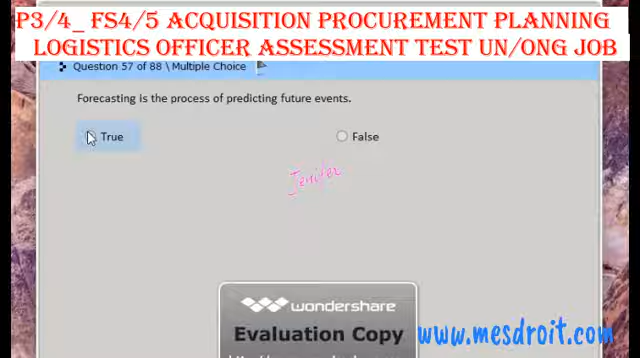 P3/4_ FS4/5 ACQUISITION PROCUREMENT PLANNING
LOGISTICS OFFICER ASSESSMENT TEST UN/ONG JOB
Question 57 of 88 \ Multiple Choice
Forecasting is the process of predicting future events.
True
False
Jenifer
wondershare
Evaluation Copy
www.mesdroit.com